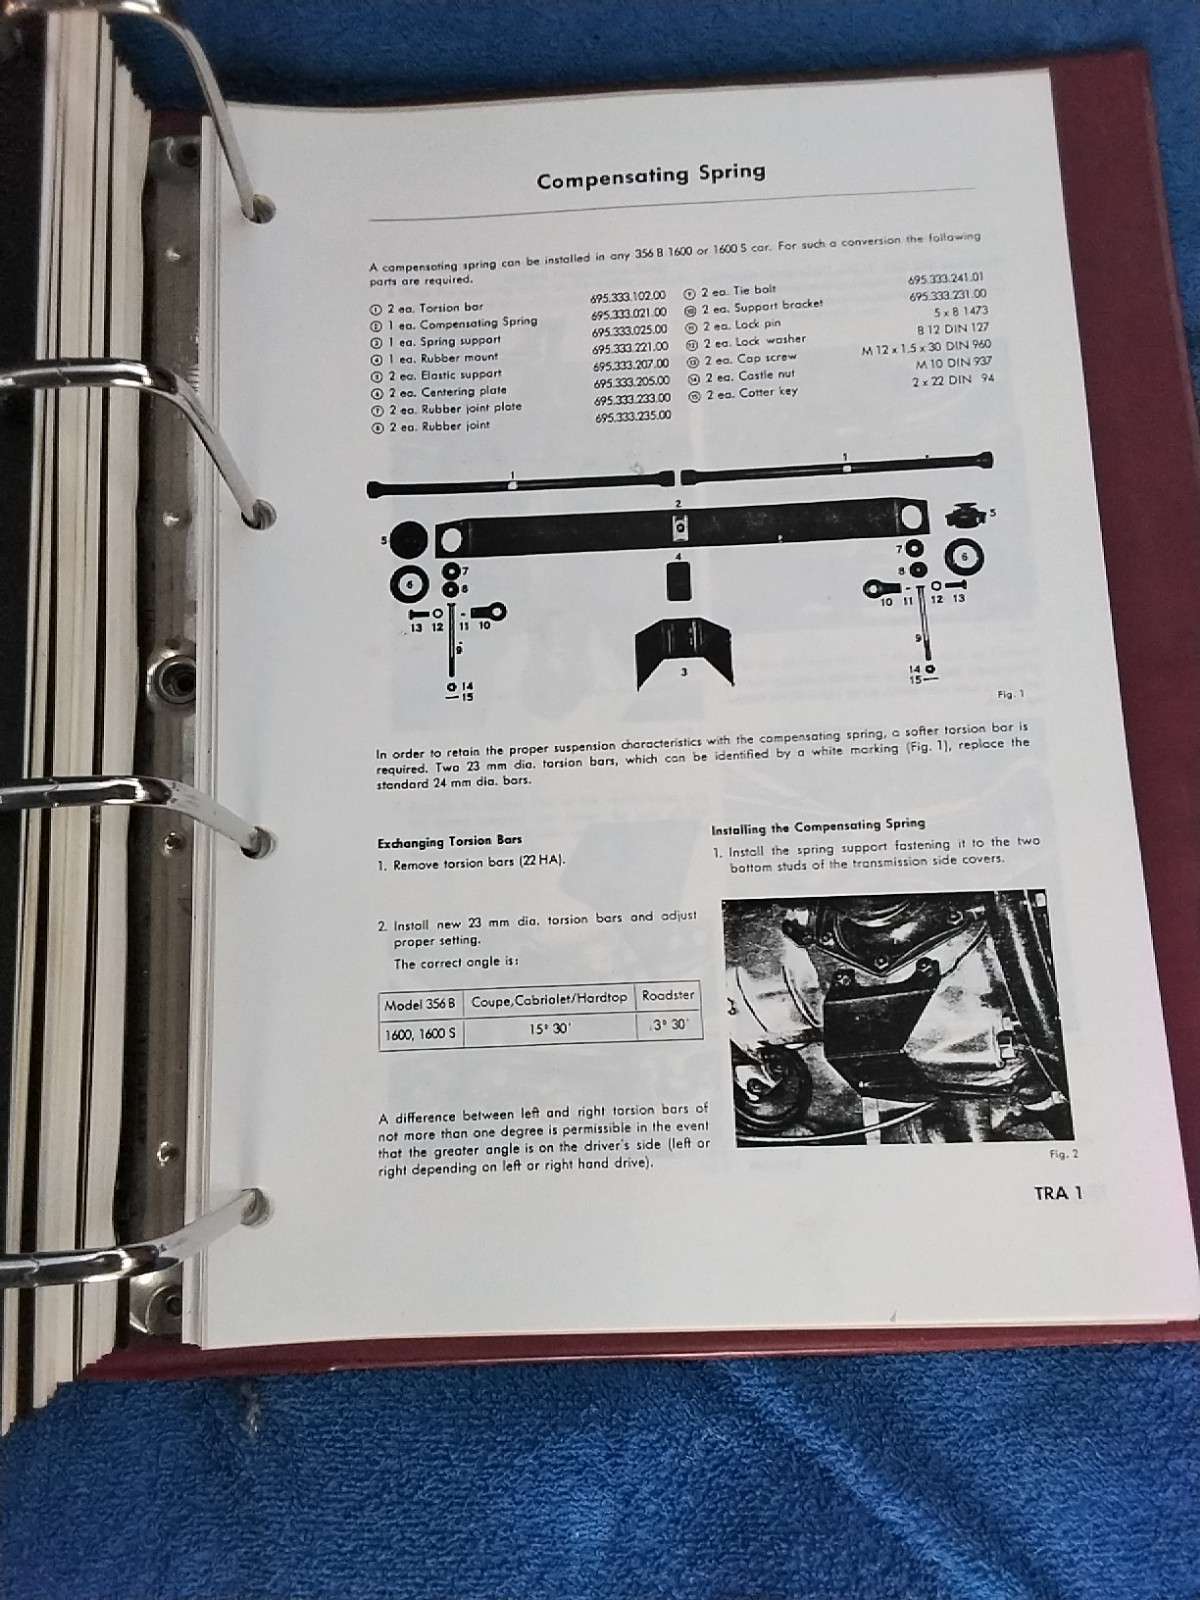 Compensating Spring
A compensating spring can be installed in any 356 B 1600 or 1600 S car. For such a conversion the following
parts are required.
① 2 ea. Torsion bar 695.333.102.00
② 1 ea. Compensating Spring 695.333.021.00
③ 1 ea. Spring support 695.333.025.00
④ 1 ea. Rubber mount 695.333.221.00
⑤ 2 ea. Elastic support 695.333.207.00
⑥ 2 ea. Centering plate 695.333.205.00
⑦ 2 ea. Rubber joint plate 695.333.233.00
⑧ 2 ea. Rubber joint 695.333.235.00
⑨ 2 ea. Tie bolt 695.333.241.01
⑩ 2 ea. Support bracket 695.333.231.00
⑪ 2 ea. Lock pin 5 x 8 1473
⑫ 2 ea. Lock washer B 12 DIN 127
⑬ 2 ea. Cap screw M 12 x 1.5 x 30 DIN 960
⑭ 2 ea. Castle nut M 10 DIN 937
⑮ 2 ea. Cotter key 2 x 22 DIN 94
1 1
2
5 5
4
7 7
6 8 8 6
10 11 12 13
13 12 11 10
9 9
3
14 14
15 15
Fig. 1
In order to retain the proper suspension characteristics with the compensating spring, a softer torsion bar is
required. Two 23 mm dia. torsion bars, which can be identified by a white marking (Fig. 1), replace the
standard 24 mm dia. bars.
Exchanging Torsion Bars
1. Remove torsion bars (22 HA).
2. Install new 23 mm dia. torsion bars and adjust
proper setting.
The correct angle is:
Model 356 B Coupe, Cabriolet/Hardtop Roadster
1600, 1600 S 15° 30' 3° 30'
A difference between left and right torsion bars of
not more than one degree is permissible in the event
that the greater angle is on the driver's side (left or
right depending on left or right hand drive).
Installing the Compensating Spring
1. Install the spring support fastening it to the two
bottom studs of the transmission side covers.
Fig. 2
TRA 1